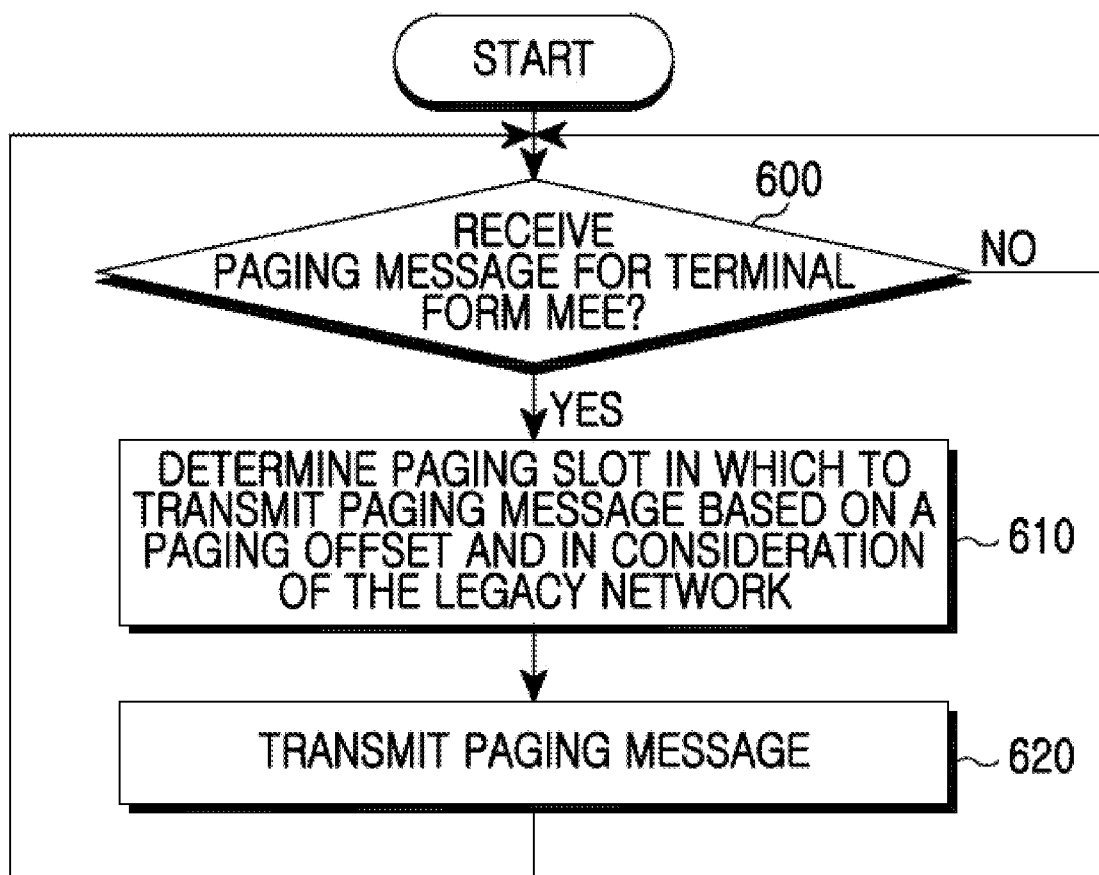 START
600
RECEIVE
PAGING MESSAGE FOR TERMINAL
FORM MEE?
NO
YES
DETERMINE PAGING SLOT IN WHICH TO
TRANSMIT PAGING MESSAGE BASED ON A
PAGING OFFSET AND IN CONSIDERATION
OF THE LEGACY NETWORK
610
TRANSMIT PAGING MESSAGE
620